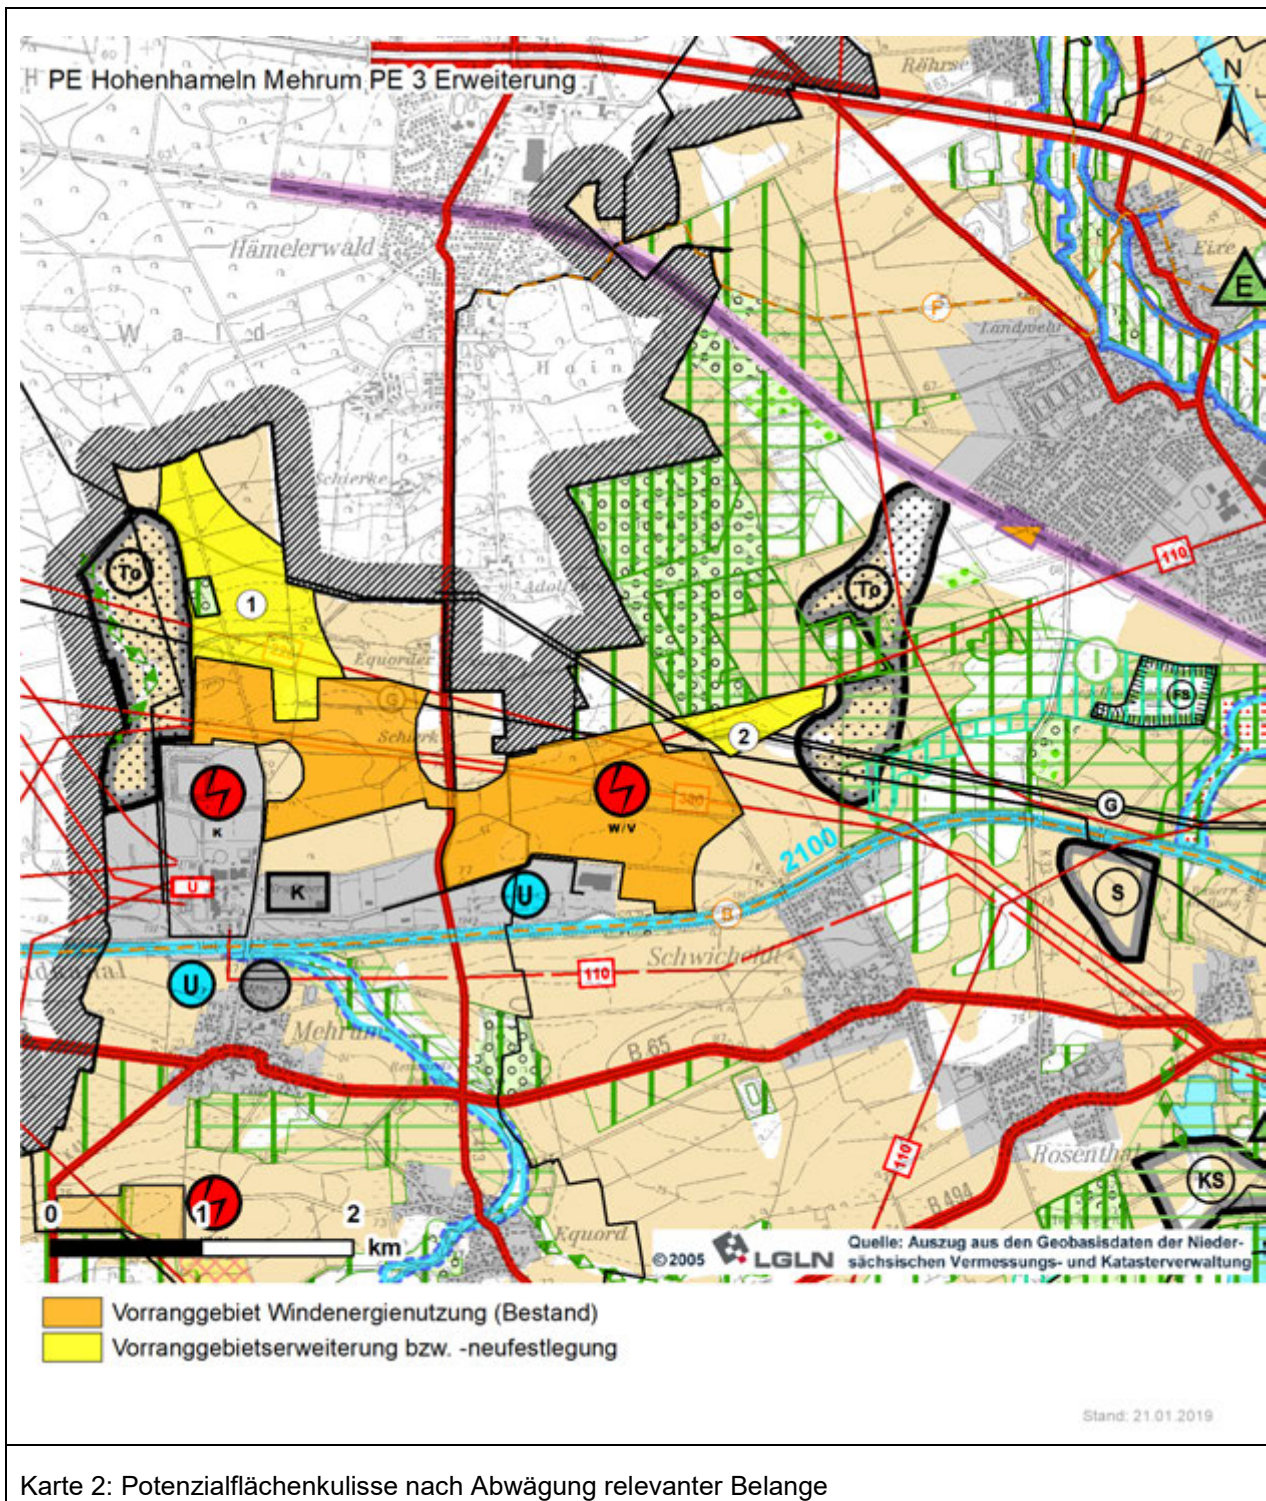 PE Hohenhameln Mehrum PE 3 Erweiterung
Röhrse
N
A 2 E 30
Hämelerwald
Eixe
E
Wald
F
Landwehr
Hain
Schierke
110
To
To
1
I
Equorder
FS
G
Schierk
2
K
W/V
380
G
2100
U
K
U
S
B
Schwicheldt
110
U
Mehrum
B 65
110
Rosenthal
KS
B 494
0
1
2
km
Equord
©2005
LGLN
Quelle: Auszug aus den Geobasisdaten der Nieder-
sächsischen Vermessungs- und Katasterverwaltung
Vorranggebiet Windenergienutzung (Bestand)
Vorranggebietserweiterung bzw. -neufestlegung
Stand: 21.01.2019
Karte 2: Potenzialflächenkulisse nach Abwägung relevanter Belange